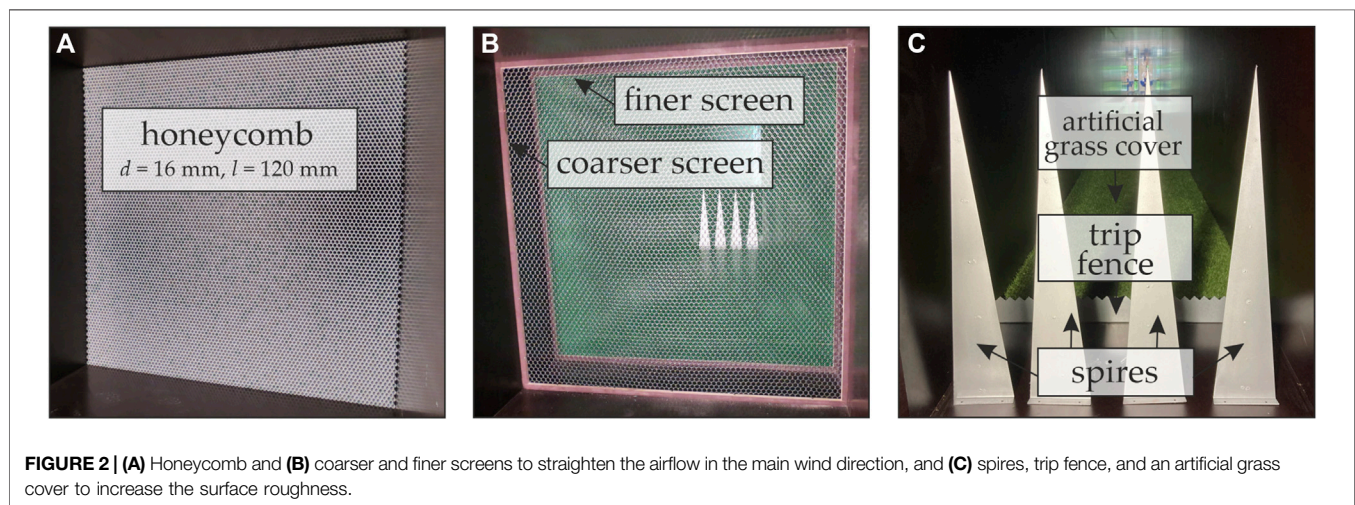 A
honeycomb
d = 16 mm, l = 120 mm
B
finer screen
coarser screen
C
artificial
grass cover
trip
fence
spires
FIGURE 2 | (A) Honeycomb and (B) coarser and finer screens to straighten the airflow in the main wind direction, and (C) spires, trip fence, and an artificial grass
cover to increase the surface roughness.